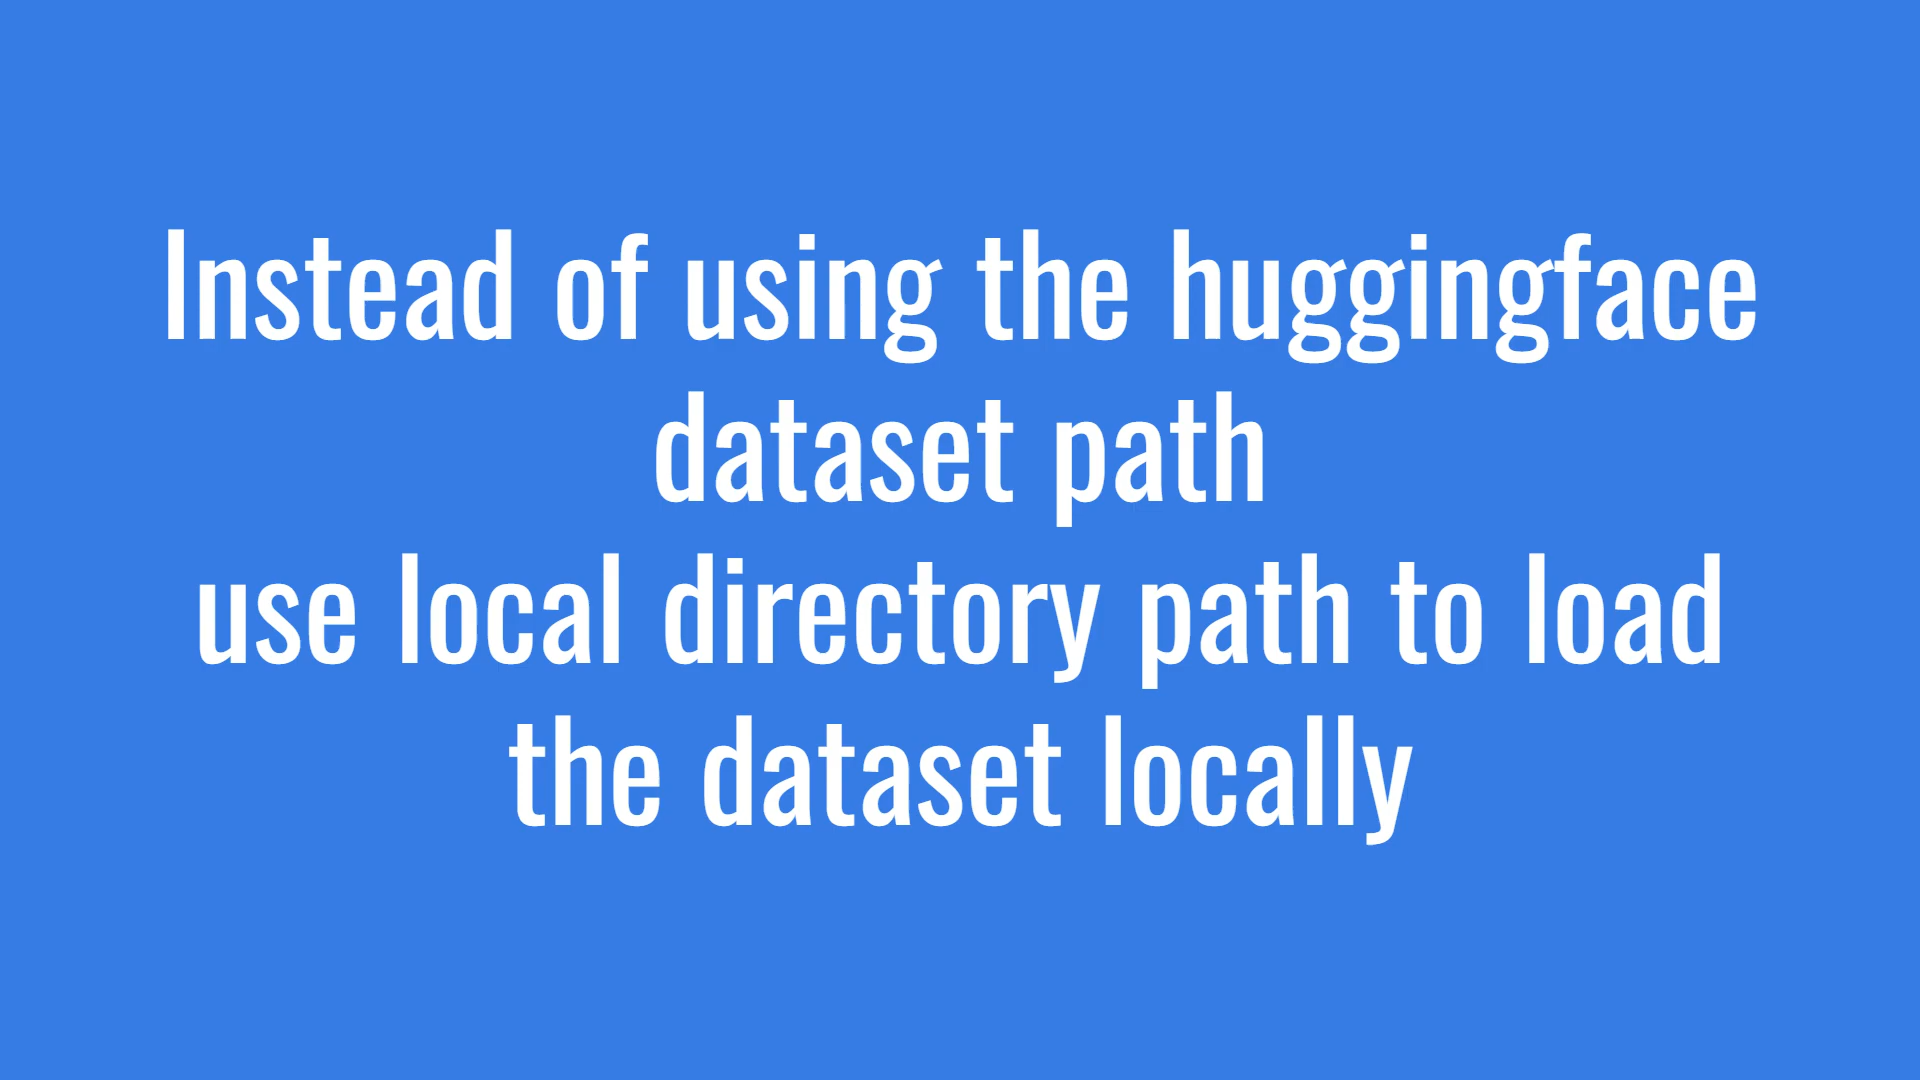 Instead of using the huggingface
dataset path
use local directory path to load
the dataset locally